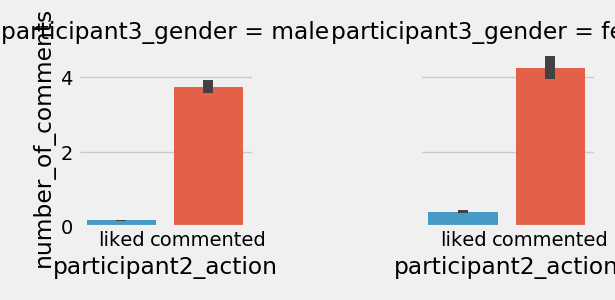 participant3_gender = male
participant3_gender = fe
number_of_comments
4
2
0
liked commented
liked commented
participant2_action
participant2_action